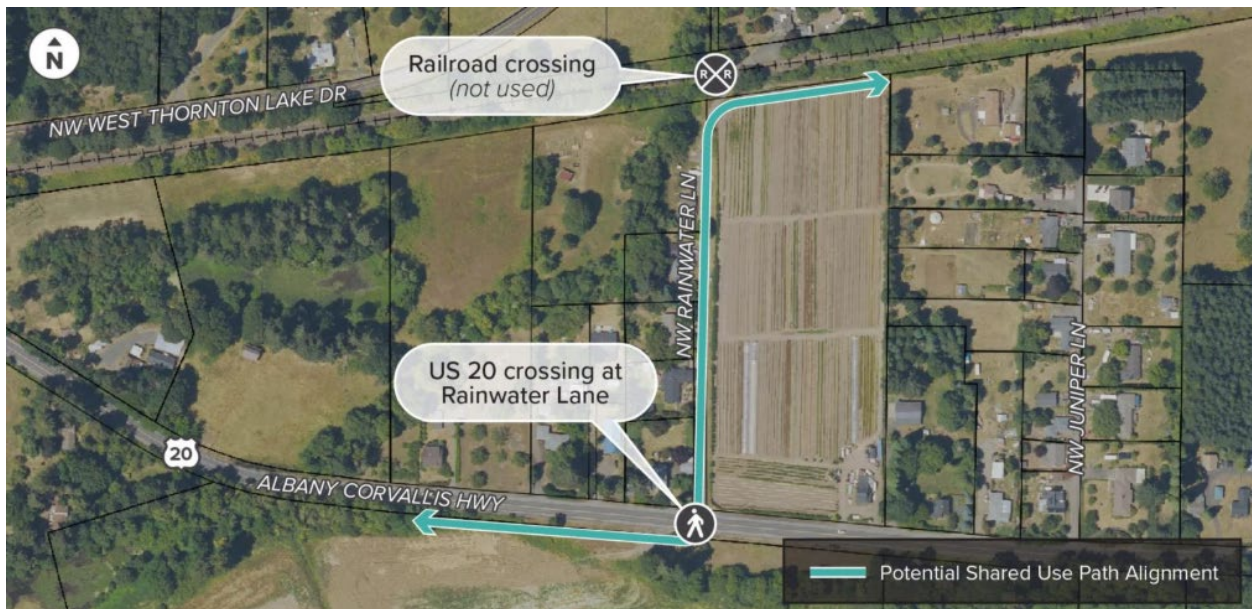 N
NW WEST THORNTON LAKE DR
Railroad crossing
(not used)
R R
NW RAINWATER LN
US 20 crossing at
Rainwater Lane
NW JUNIPER LN
20
ALBANY CORVALLIS HWY
Potential Shared Use Path Alignment